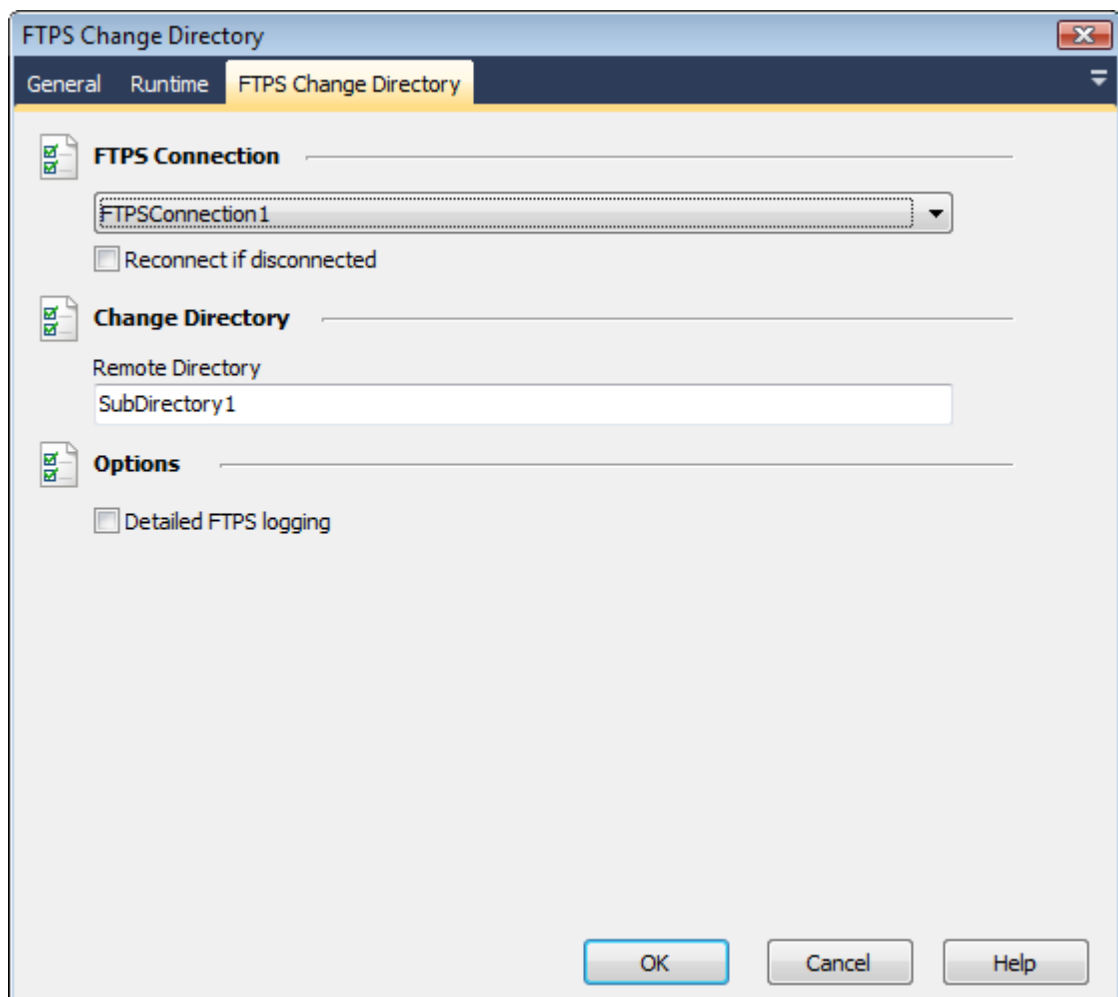 FTPS Change Directory
General Runtime FTPS Change Directory
FTPS Connection
FTPSConnection1
Reconnect if disconnected
Change Directory
Remote Directory
SubDirectory1
Options
Detailed FTPS logging
OK Cancel Help